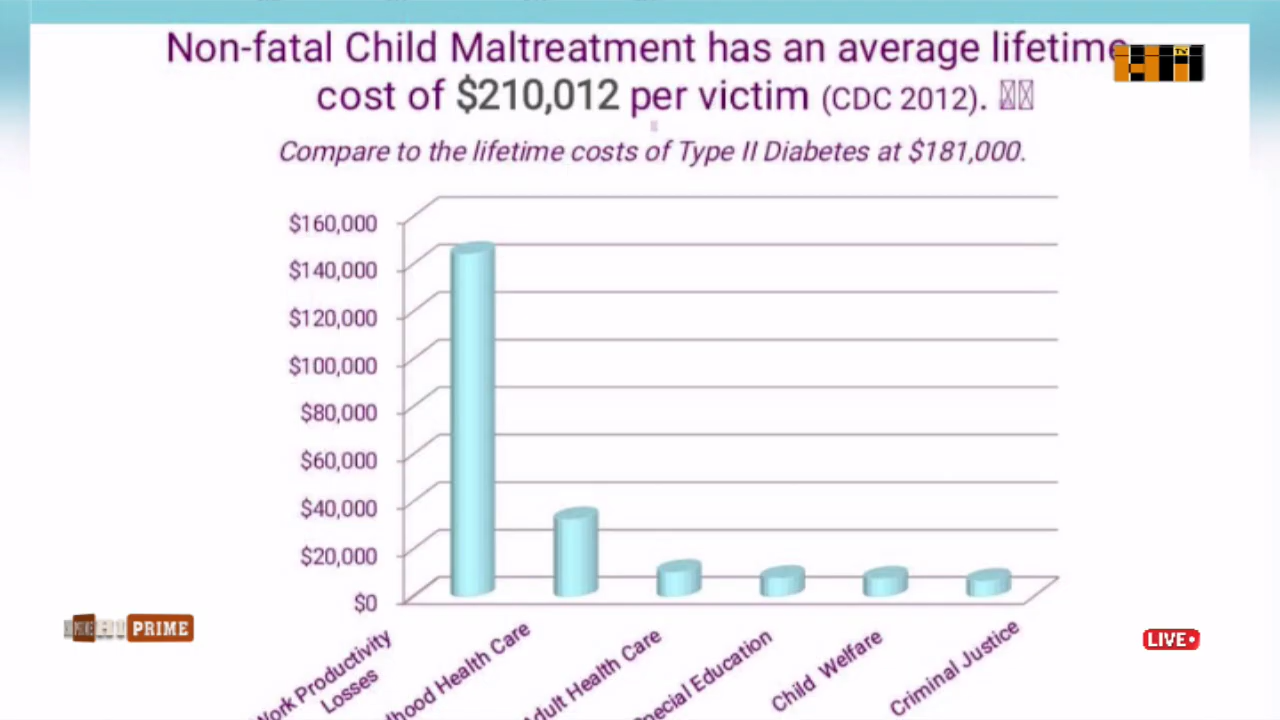 Non-fatal Child Maltreatment has an average lifetime
cost of $210,012 per victim (CDC 2012).
Compare to the lifetime costs of Type II Diabetes at $181,000.
$160,000
$140,000
$120,000
$100,000
$80,000
$60,000
$40,000
$20,000
$0
Work Productivity
Losses
hood Health Care
Adult Health Care
Special Education
Child Welfare
Criminal Justice
PRIME
LIVE
TV